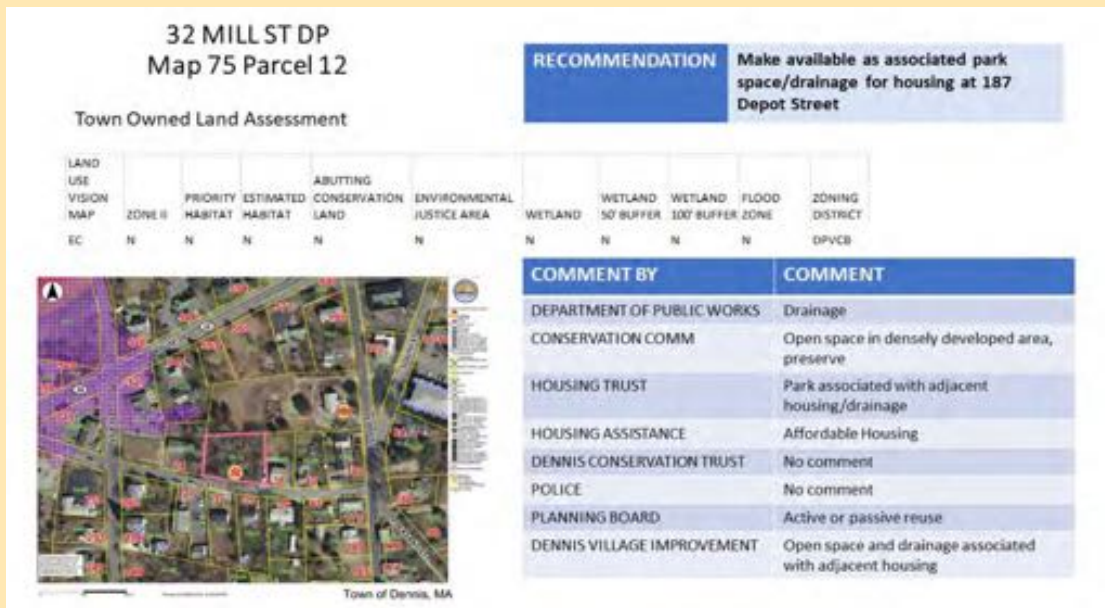 32 MILL ST DP
Map 75 Parcel 12
Town Owned Land Assessment
RECOMMENDATION
Make available as associated park
space/drainage for housing at 187
Depot Street
LAND
USE
VISION
MAP
ZONE II
PRIORITY
HABITAT
ESTIMATED
HABITAT
ABUTTING
CONSERVATION
LAND
ENVIRONMENTAL
JUSTICE AREA
WETLAND
WETLAND
50' BUFFER
WETLAND
100' BUFFER
FLOOD
ZONE
ZONING
DISTRICT
EC N N N N N N N N N DPVCB
COMMENT BY COMMENT
DEPARTMENT OF PUBLIC WORKS Drainage
CONSERVATION COMM Open space in densely developed area,
preserve
HOUSING TRUST Park associated with adjacent
housing/drainage
HOUSING ASSISTANCE Affordable Housing
DENNIS CONSERVATION TRUST No comment
POLICE No comment
PLANNING BOARD Active or passive reuse
DENNIS VILLAGE IMPROVEMENT Open space and drainage associated
with adjacent housing
Town of Dennis, MA